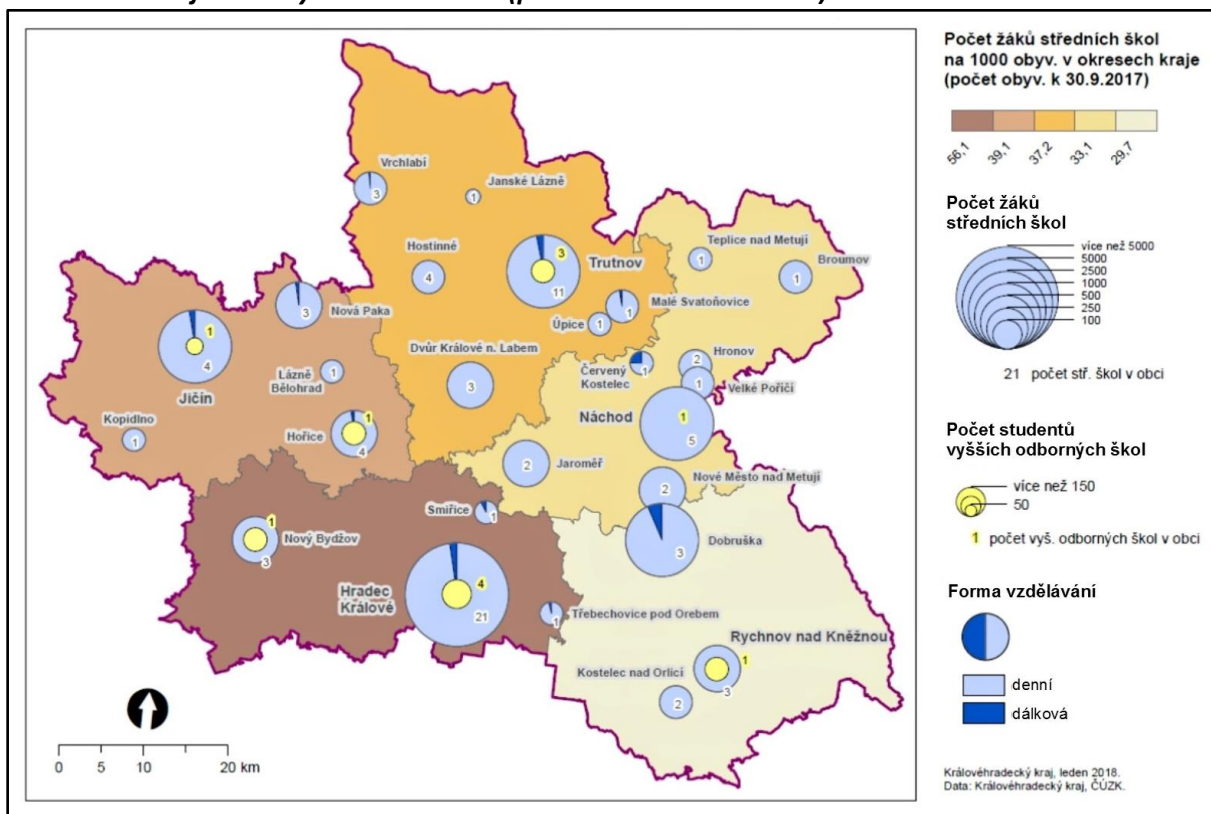 Vrchlabí
3
Janské Lázně
1
Hostinné
4
3
Trutnov
11
Teplice nad Metují
1
Broumov
1
Nová Paka
3
Malé Svatoňovice
1
Úpice
1
1
4
Jičín
Dvůr Králové n. Labem
3
Lázně
Bělohrad
1
Červený
Kostelec
1
Hronov
2
Velké Poříčí
1
Kopidlno
1
Hořice
1
4
Náchod
1
5
Jaroměř
2
Nové Město nad Metují
2
Smiřice
1
Nový Bydžov
1
3
Dobruška
3
Hradec
Králové
4
21
Třebechovice pod Orebem
1
Rychnov nad Kněžnou
1
3
Kostelec nad Orlicí
2
0 5 10 20 km
Počet žáků středních škol
na 1000 obyv. v okresech kraje
(počet obyv. k 30.9.2017)
56,1 39,1 37,2 33,1 29,7
Počet žáků
středních škol
více než 5000
5000
2500
1000
500
250
100
21 počet stř. škol v obci
Počet studentů
vyšších odborných škol
více než 150
50
1 počet vyš. odborných škol v obci
Forma vzdělávání
denní
dálková
Královéhradecký kraj, leden 2018.
Data: Královéhradecký kraj, ČÚZK.